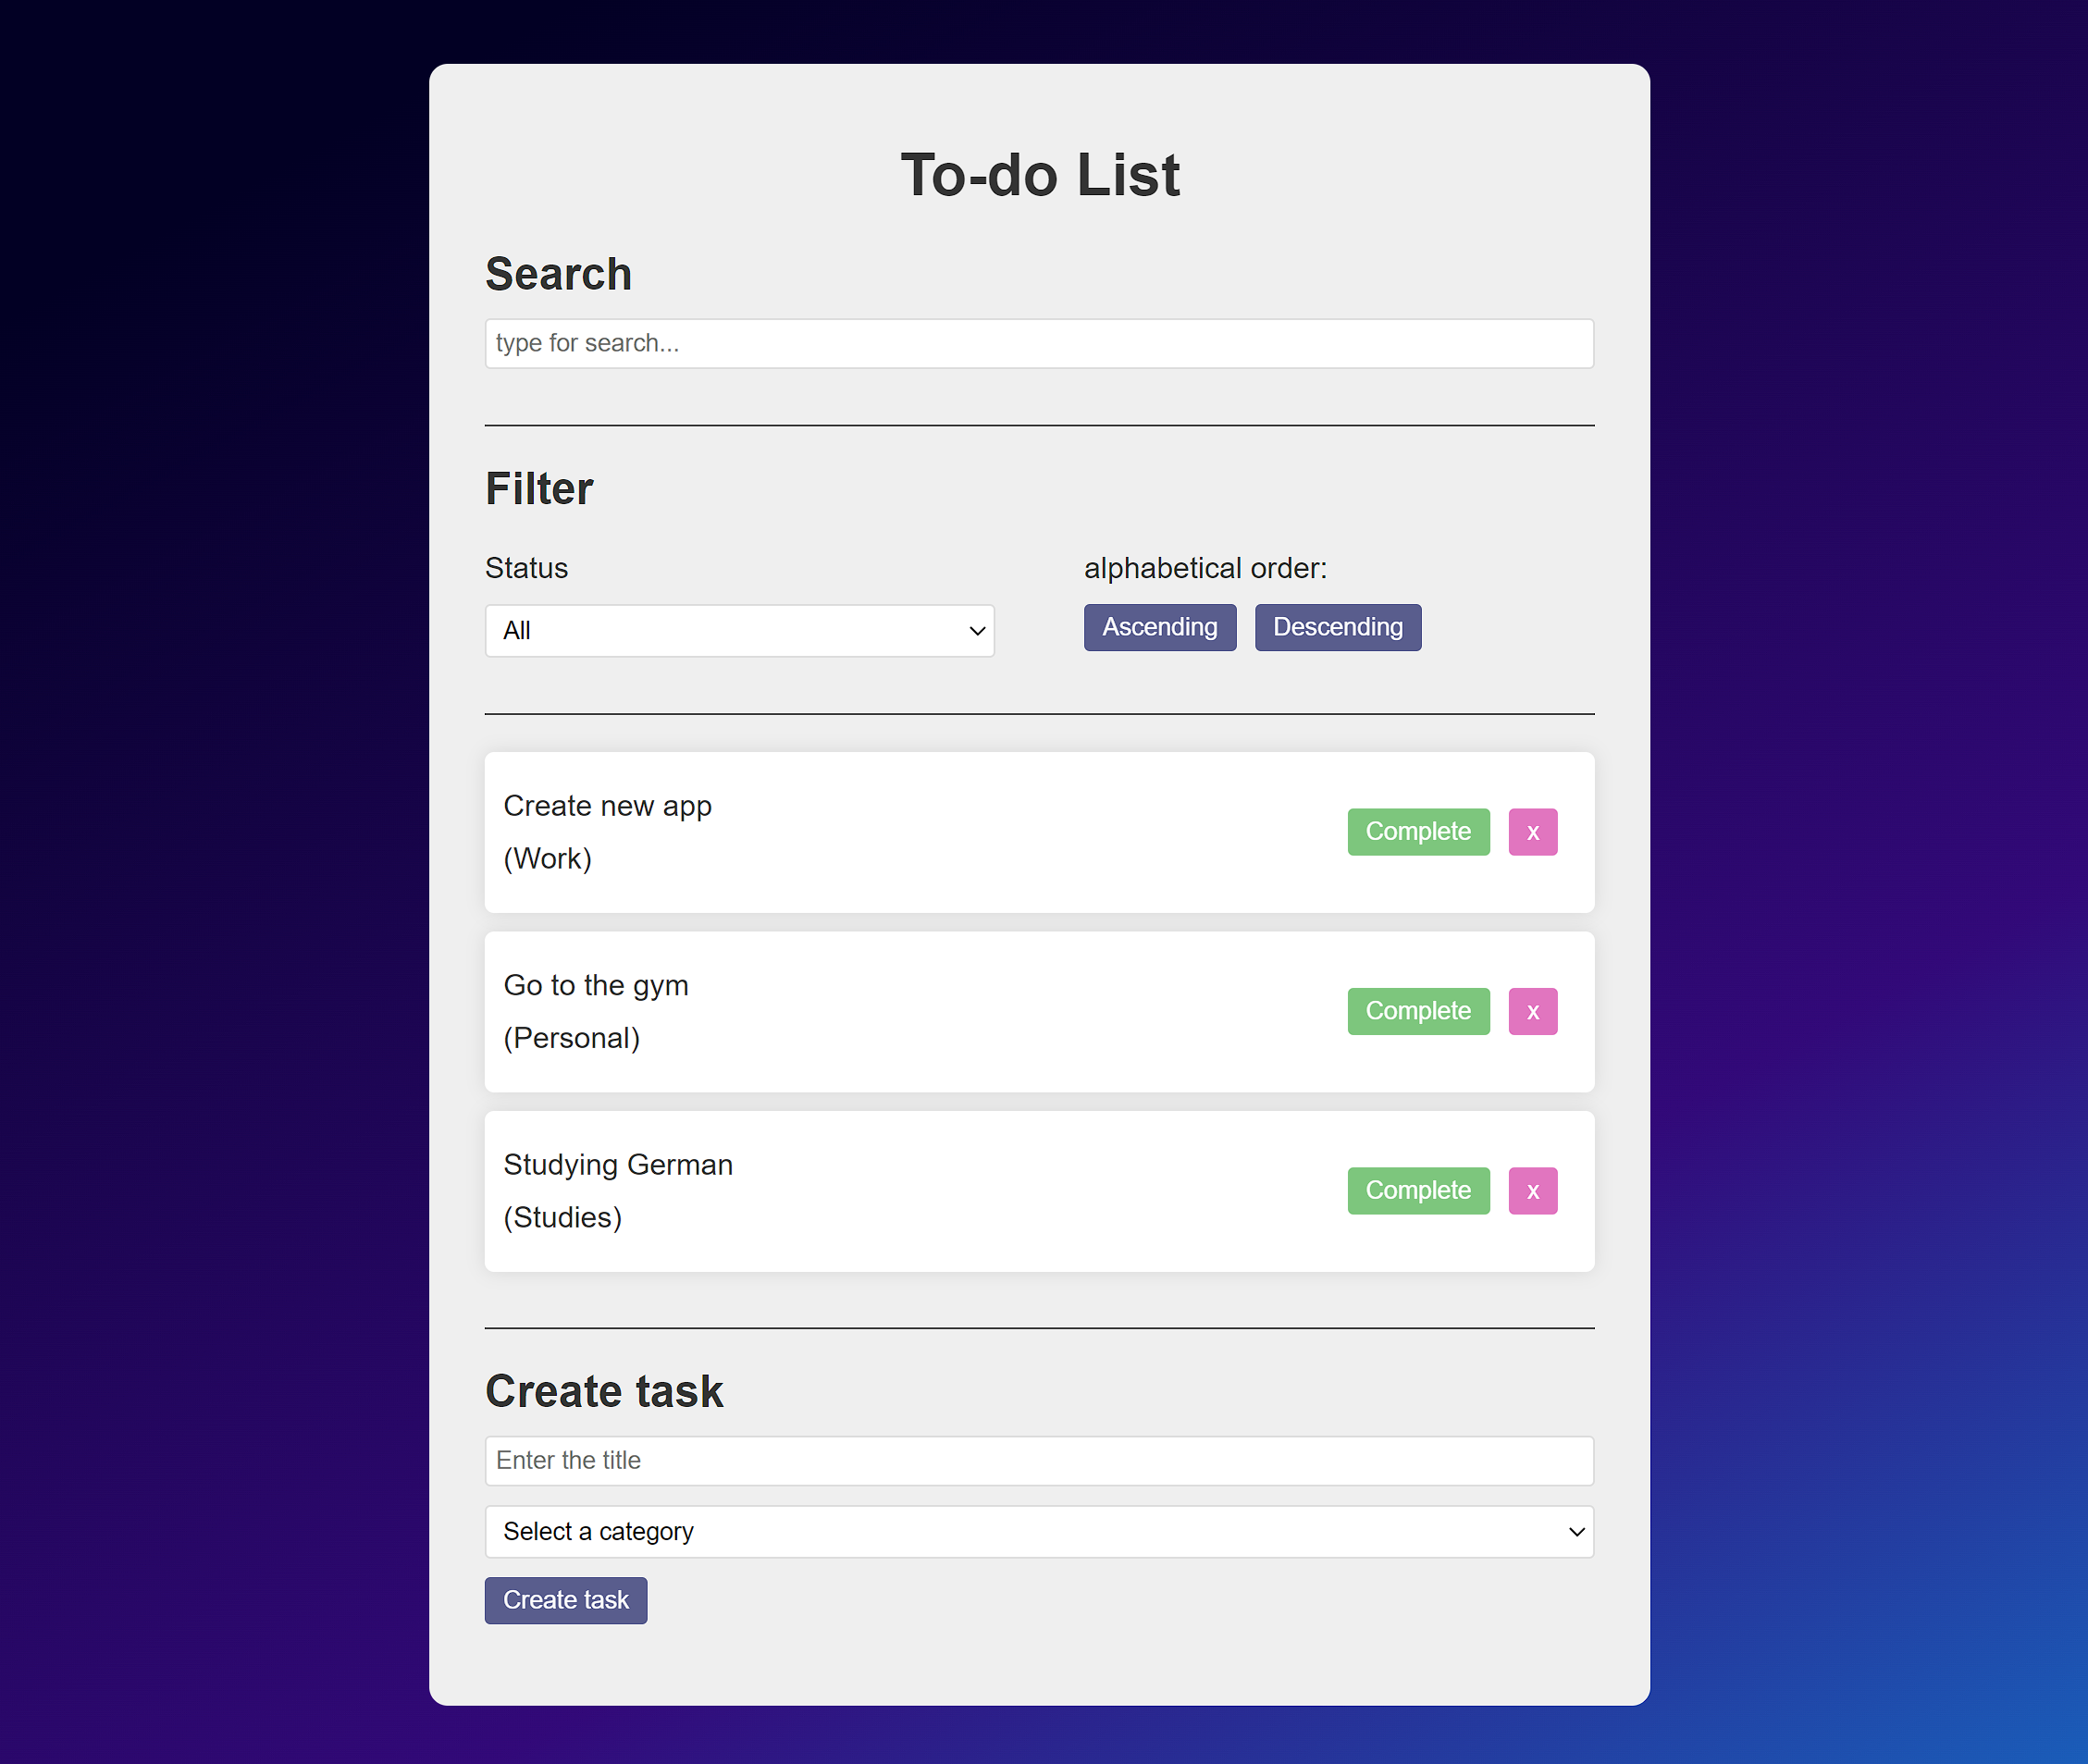 To-do List
Search
type for search...
Filter
Status
alphabetical order:
All
Ascending
Descending
Create new app
(Work)
Complete
x
Go to the gym
(Personal)
Complete
x
Studying German
(Studies)
Complete
x
Create task
Enter the title
Select a category
Create task